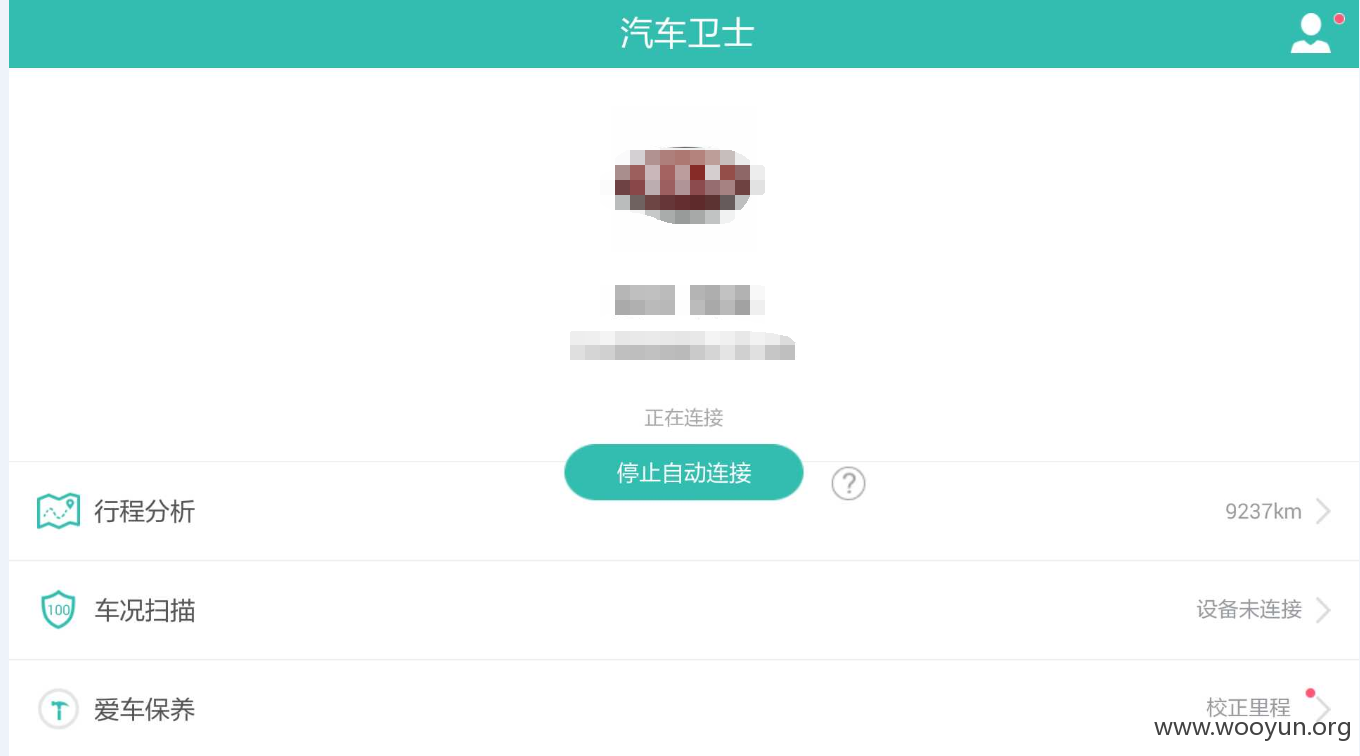 汽车卫士
正在连接
停止自动连接
?
行程分析
9237km
100
车况扫描
设备未连接
爱车保养
校正里程
www.wooyun.org